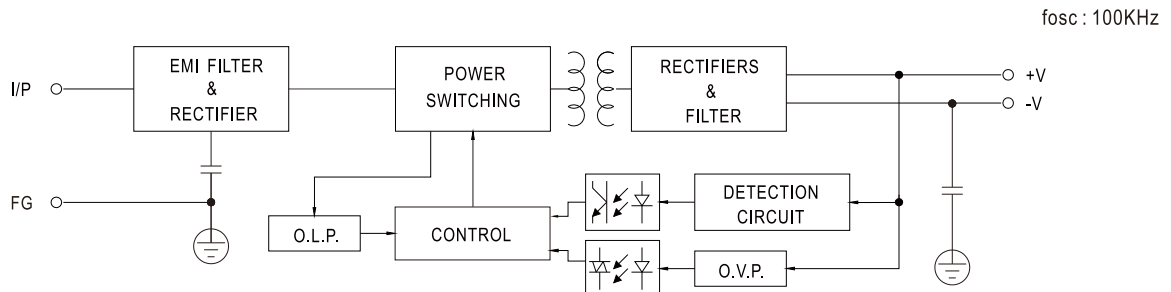 fosc : 100KHz
I/P
EMI FILTER
&
RECTIFIER
POWER
SWITCHING
RECTIFIERS
&
FILTER
+V
-V
FG
O.L.P.
CONTROL
DETECTION
CIRCUIT
O.V.P.